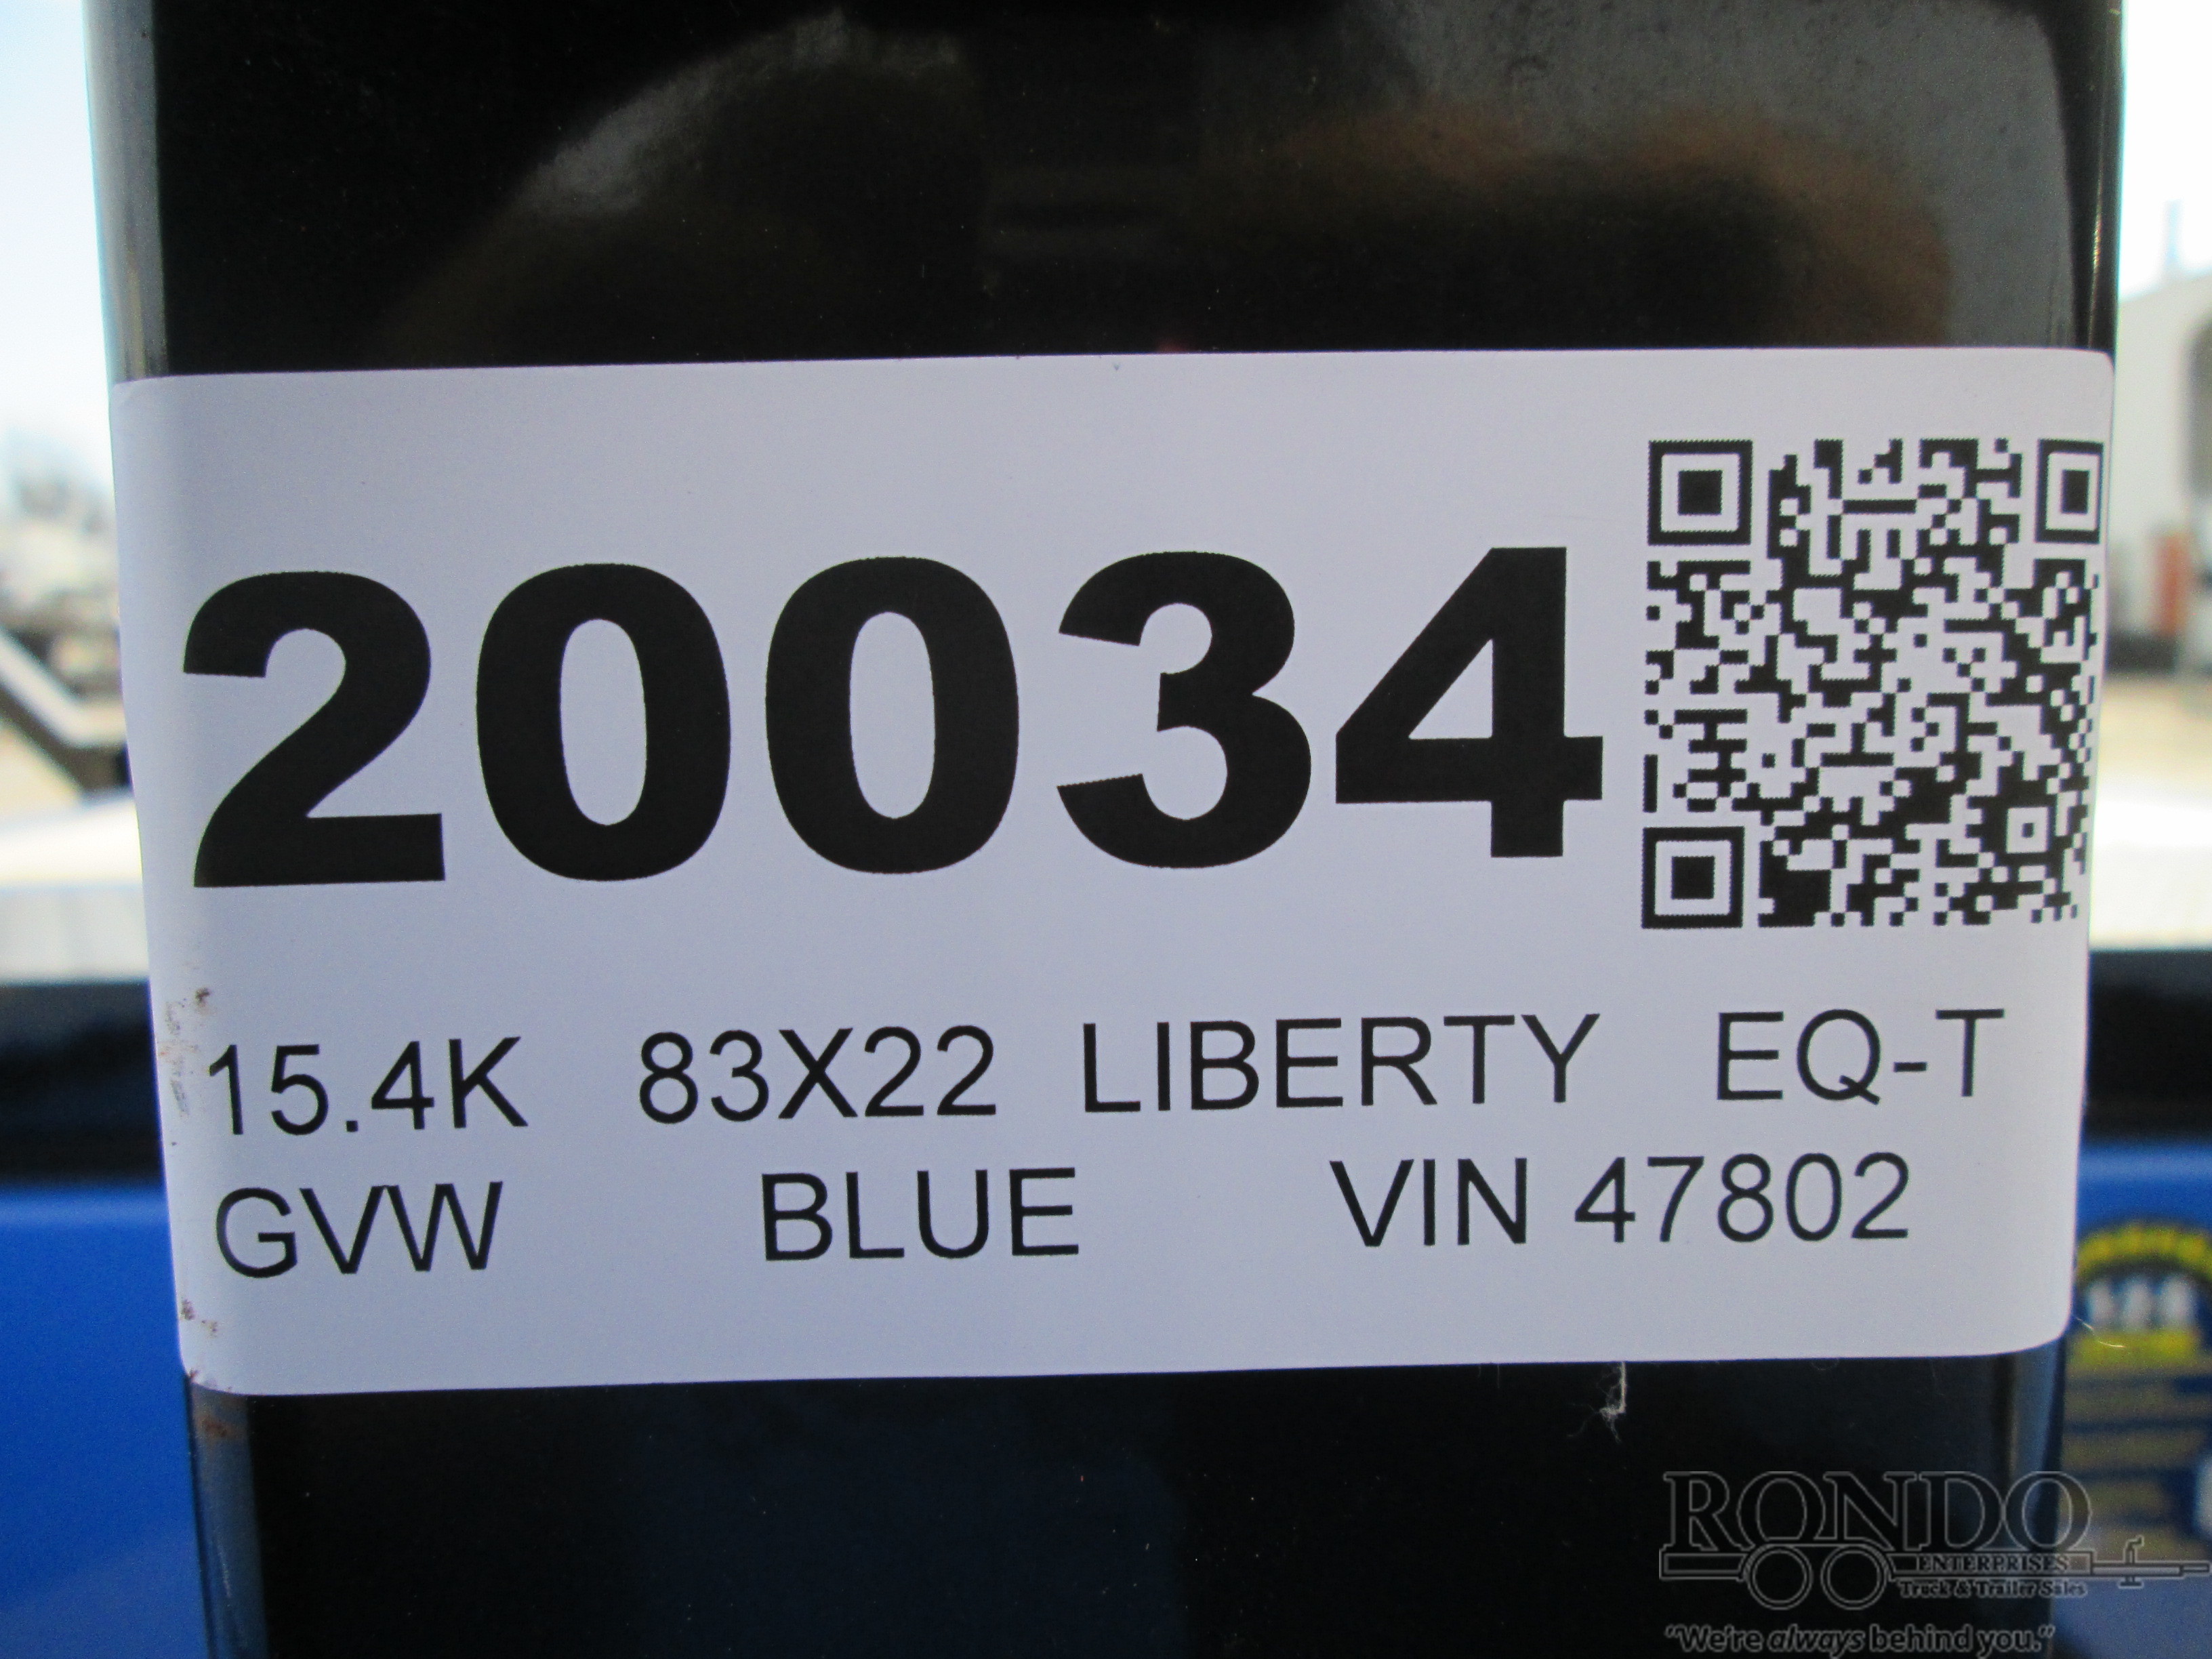 20034
15.4K 83X22 LIBERTY EQ-T
GVW BLUE VIN 47802
RONDO
ENTERPRISES
Truck & Trailer Sales
"We're always behind you."